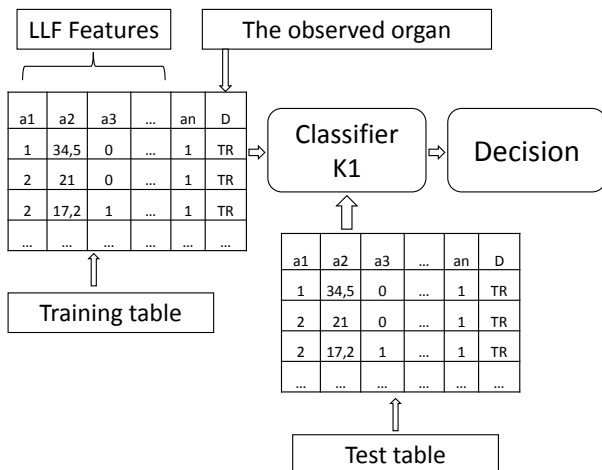 LLF Features
The observed organ
a1 a2 a3 ... an D
1 34,5 0 ... 1 TR
2 21 0 ... 1 TR
2 17,2 1 ... 1 TR
... ... ... ... ... ...
Classifier
K1
Decision
Training table
a1 a2 a3 ... an D
1 34,5 0 ... 1 TR
2 21 0 ... 1 TR
2 17,2 1 ... 1 TR
... ... ... ... ... ...
Test table